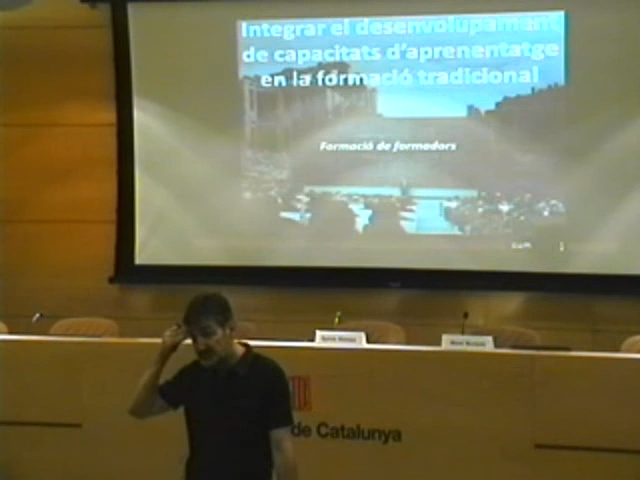 Integrar el desenvolupament
de capacitats d'aprenentatge
en la formació tradicional
Formació de formadors
de Catalunya